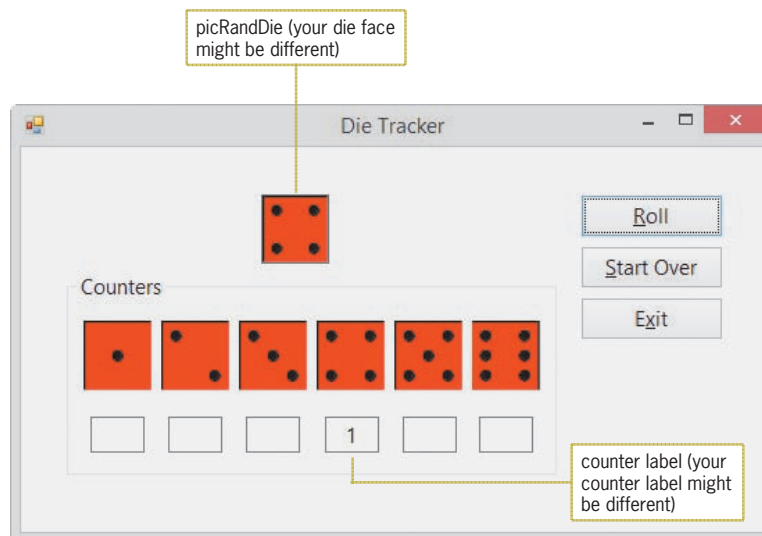 picRandDie (your die face
might be different)
Die Tracker
Roll
Start Over
Exit
Counters
1
counter label (your
counter label might
be different)